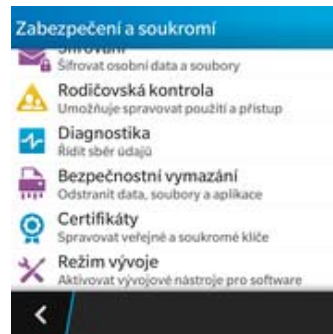 Zabezpečení a soukromí
Šifrování
Šifrovat osobní data a soubory
Rodičovská kontrola
Umožňuje spravovat použití a přístup
Diagnostika
Řídit sběr údajů
Bezpečnostní vymazání
Odstranit data, soubory a aplikace
Certifikáty
Spravovat veřejné a soukromé klíče
Režim vývoje
Aktivovat vývojové nástroje pro software